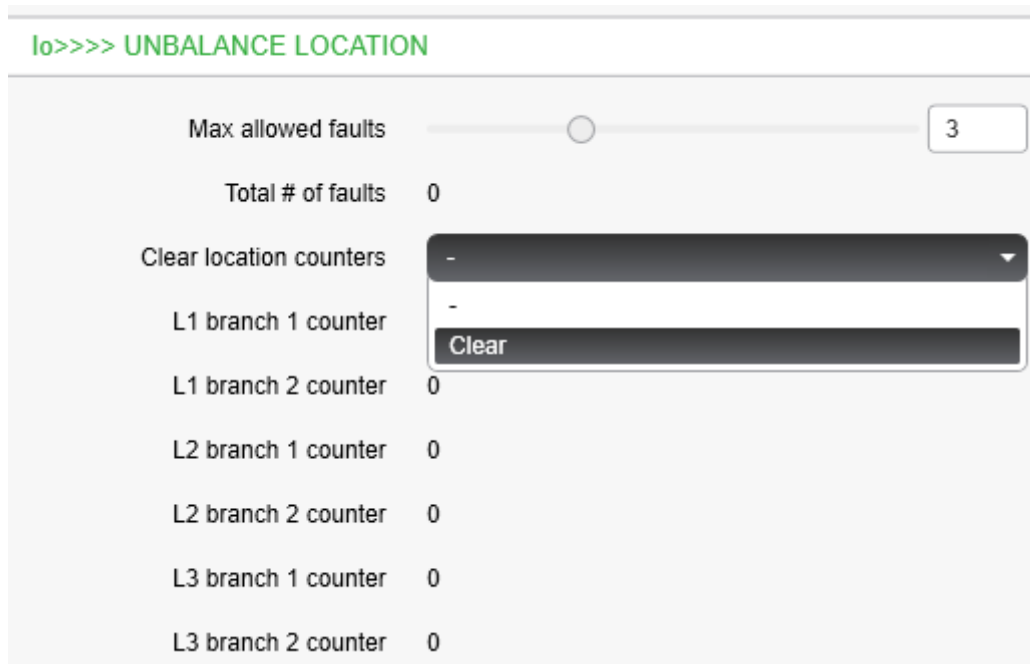 Io>>>> UNBALANCE LOCATION
Max allowed faults 3
Total # of faults 0
Clear location counters -
-
L1 branch 1 counter
Clear
L1 branch 2 counter 0
L2 branch 1 counter 0
L2 branch 2 counter 0
L3 branch 1 counter 0
L3 branch 2 counter 0